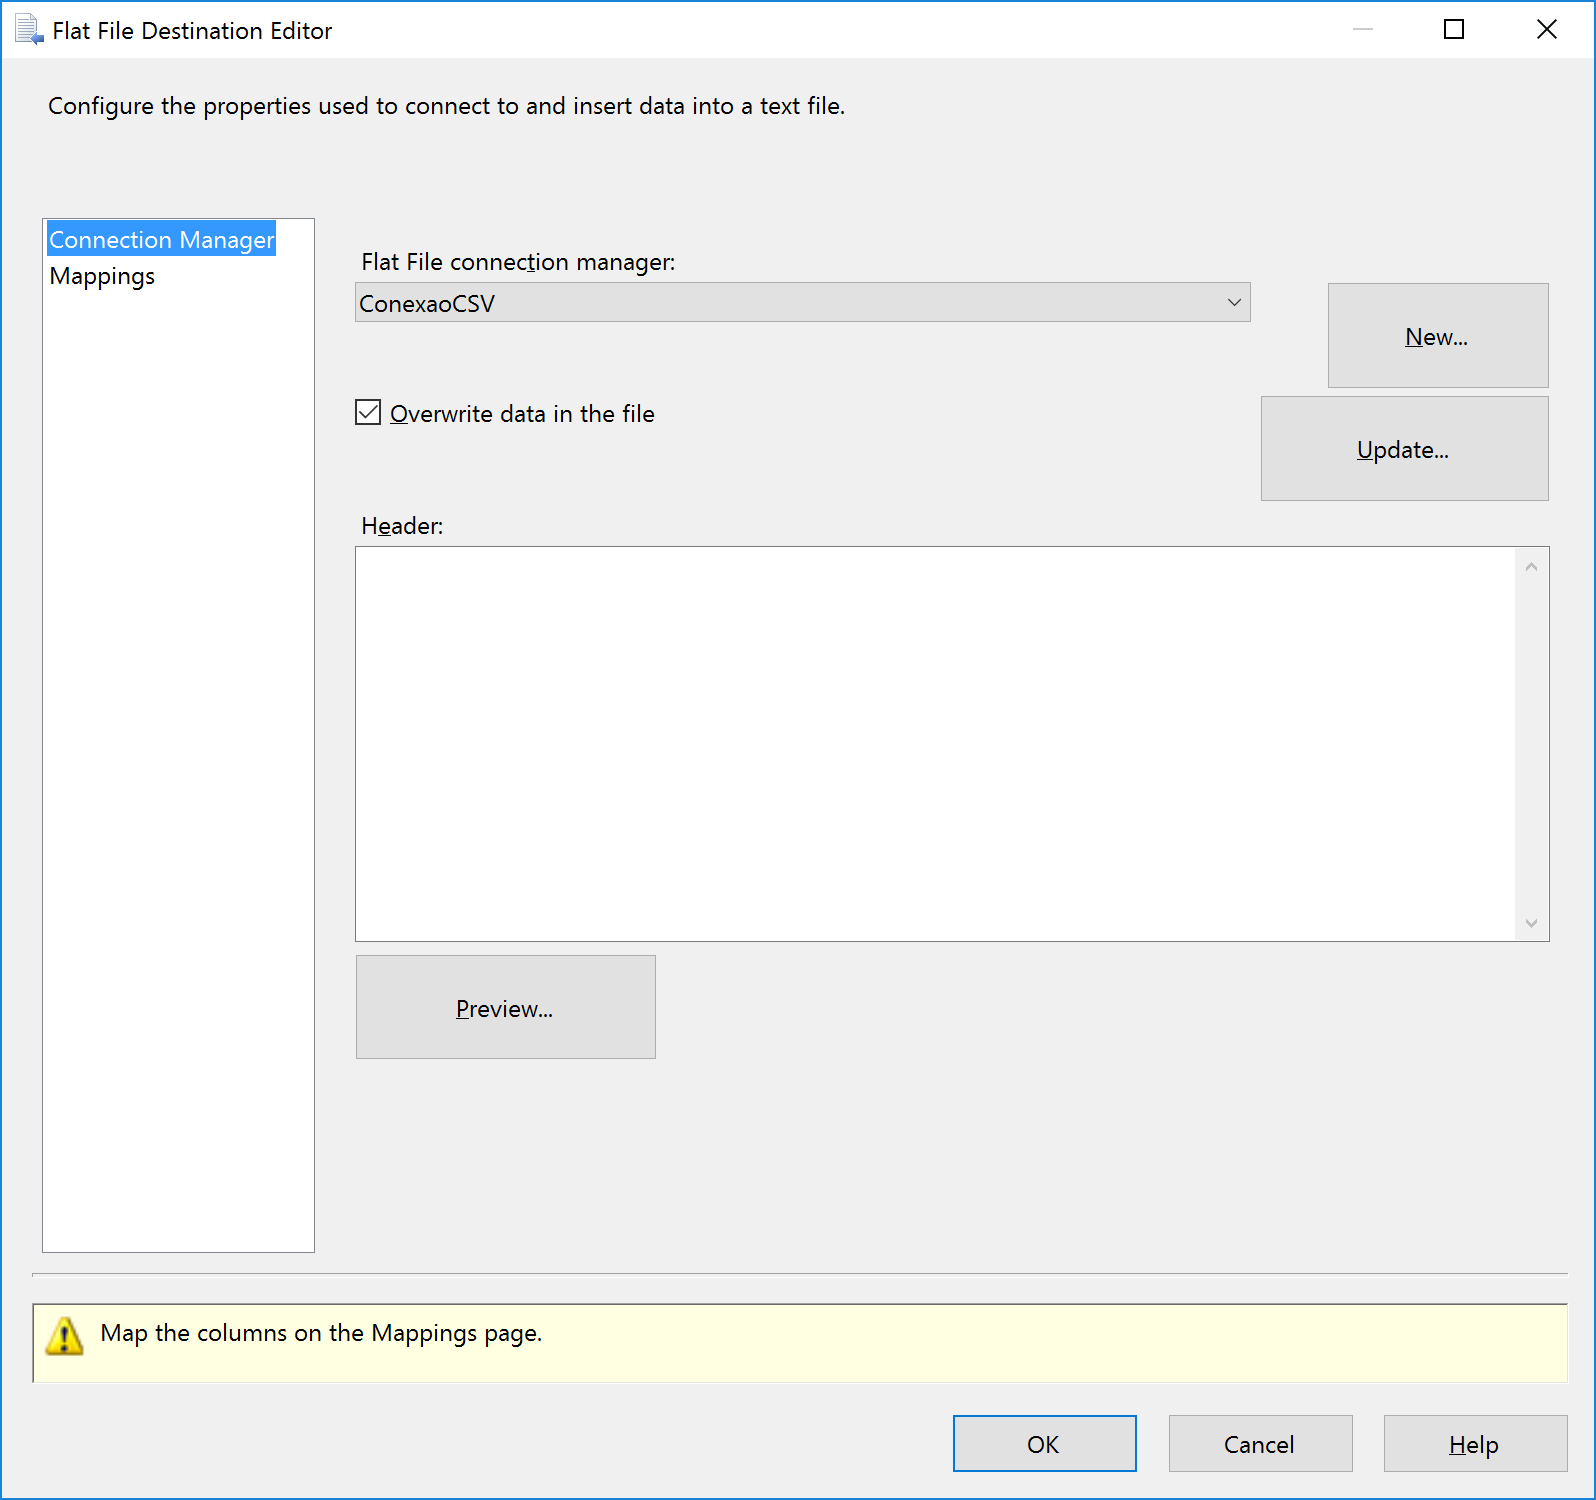 Flat File Destination Editor
Configure the properties used to connect to and insert data into a text file.
Connection Manager
Mappings
Flat File connection manager:
ConexaoCSV
New...
Overwrite data in the file
Update...
Header:
Preview...
Map the columns on the Mappings page.
OK
Cancel
Help